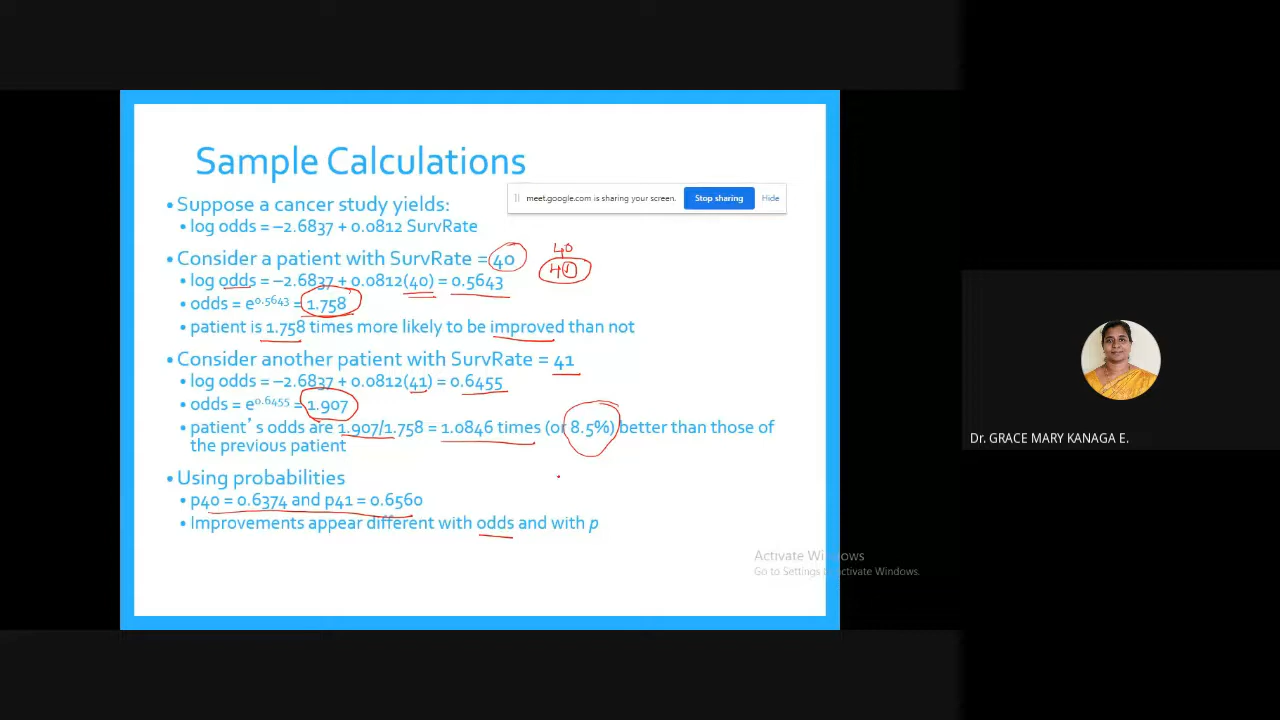 Sample Calculations
meet.google.com is sharing your screen. Stop sharing Hide
• Suppose a cancer study yields:
• log odds = −2.6837 + 0.0812 SurvRate
• Consider a patient with SurvRate = 40
40
41
• log odds = −2.6837 + 0.0812(40) = 0.5643
• odds = e0.5643 = 1.758
• patient is 1.758 times more likely to be improved than not
• Consider another patient with SurvRate = 41
• log odds = −2.6837 + 0.0812(41) = 0.6455
• odds = e0.6455 = 1.907
• patient's odds are 1.907/1.758 = 1.0846 times (or 8.5%) better than those of
the previous patient
• Using probabilities
• p40 = 0.6374 and p41 = 0.6560
• Improvements appear different with odds and with p
Activate Windows
Go to Settings to activate Windows.
Dr. GRACE MARY KANAGA E.